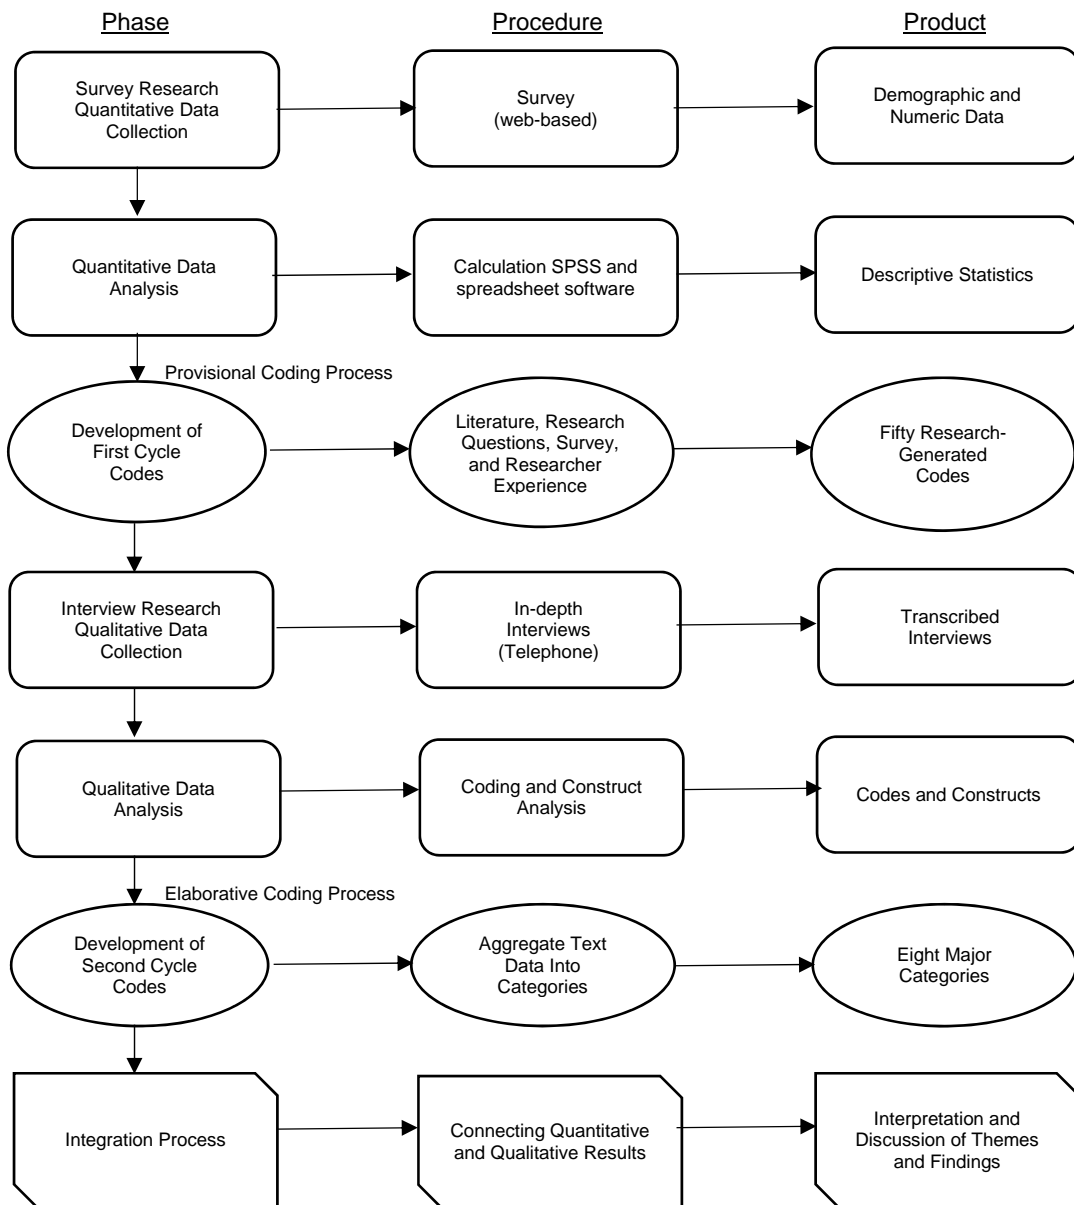 Phase
Procedure
Product
Survey Research
Quantitative Data
Collection
Survey
(web-based)
Demographic and
Numeric Data
Quantitative Data
Analysis
Calculation SPSS and
spreadsheet software
Descriptive Statistics
Provisional Coding Process
Development of
First Cycle
Codes
Literature, Research
Questions, Survey,
and Researcher
Experience
Fifty Research-
Generated
Codes
Interview Research
Qualitative Data
Collection
In-depth
Interviews
(Telephone)
Transcribed
Interviews
Qualitative Data
Analysis
Coding and Construct
Analysis
Codes and Constructs
Elaborative Coding Process
Development of
Second Cycle
Codes
Aggregate Text
Data Into
Categories
Eight Major
Categories
Integration Process
Connecting Quantitative
and Qualitative Results
Interpretation and
Discussion of Themes
and Findings